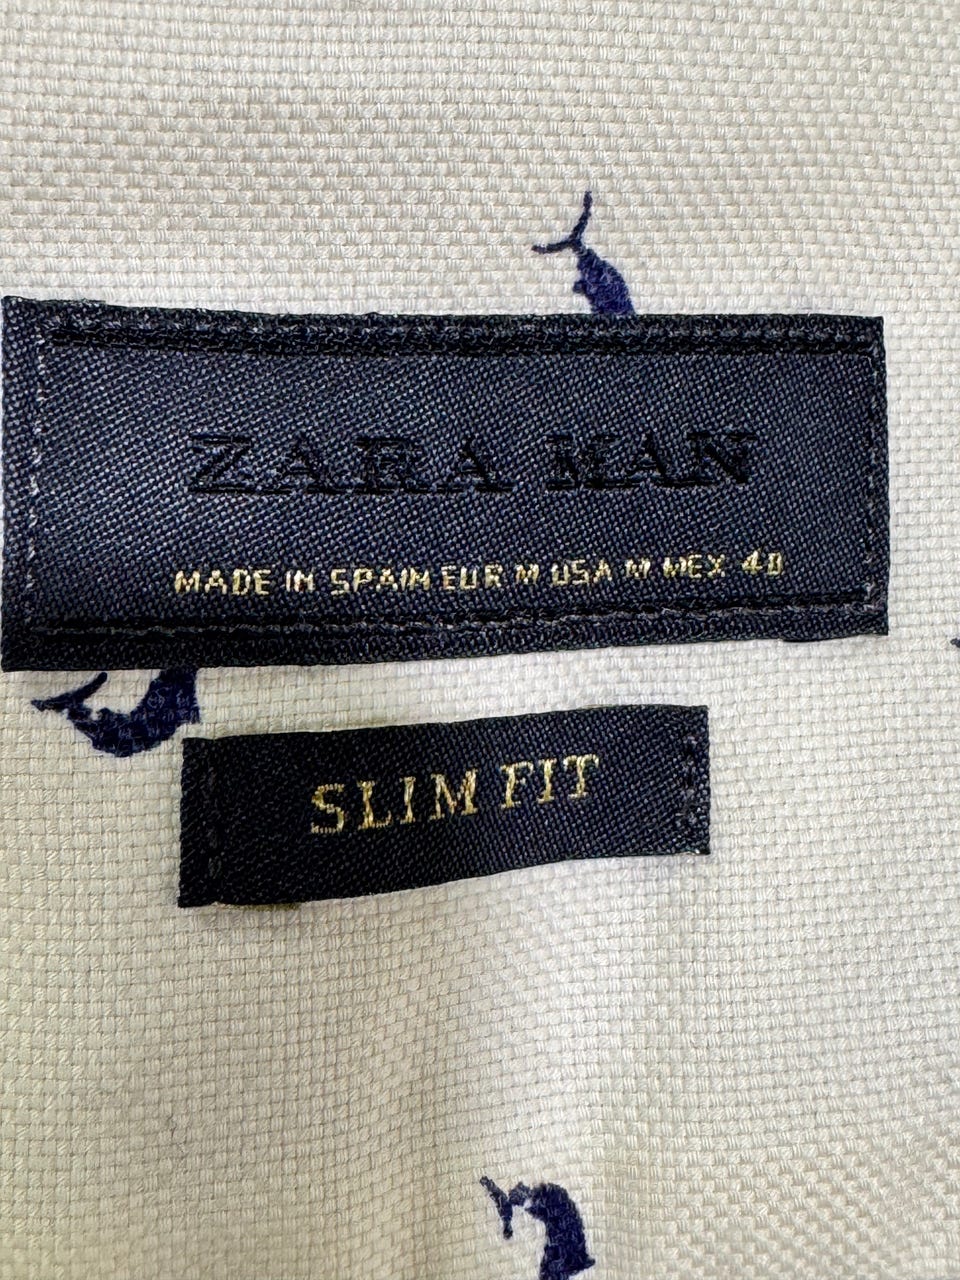 ZARA MAN
MADE IN SPAIN EUR M USA M MEX 40
SLIM FIT